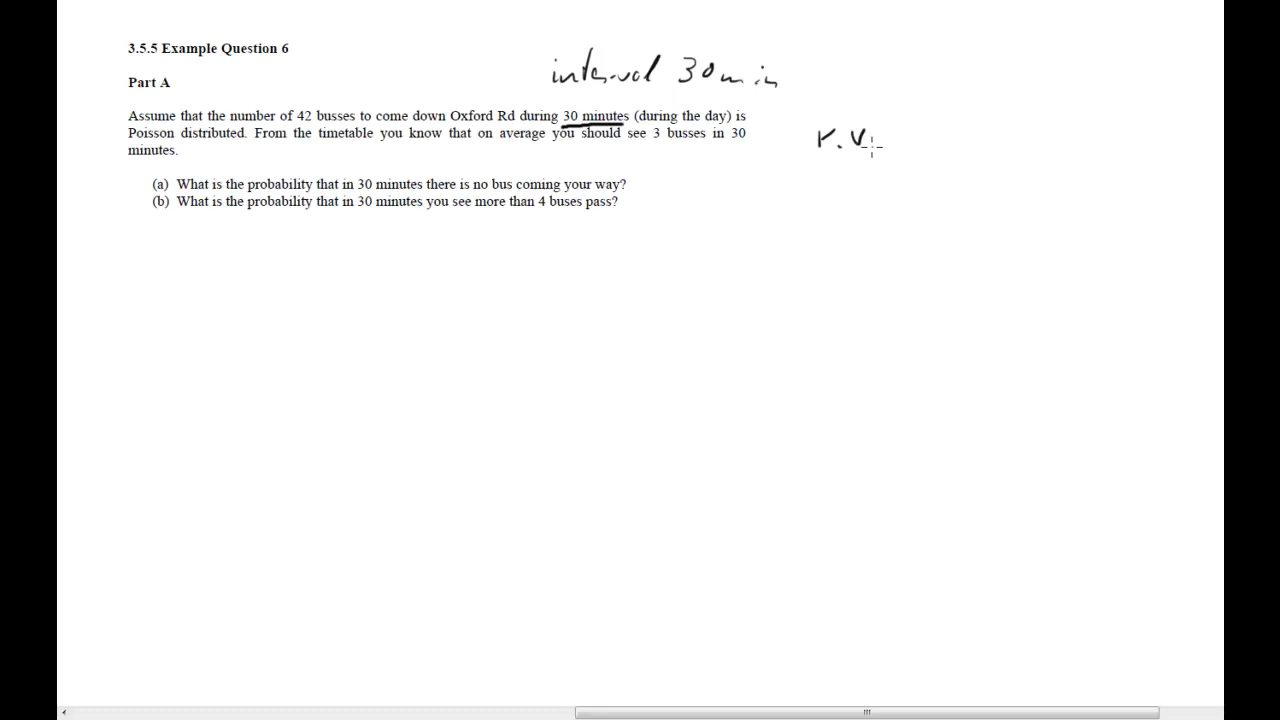 3.5.5 Example Question 6
interval 30 min
Part A
Assume that the number of 42 busses to come down Oxford Rd during 30 minutes (during the day) is
Poisson distributed. From the timetable you know that on average you should see 3 busses in 30
minutes.
r.v.
(a) What is the probability that in 30 minutes there is no bus coming your way?
(b) What is the probability that in 30 minutes you see more than 4 buses pass?